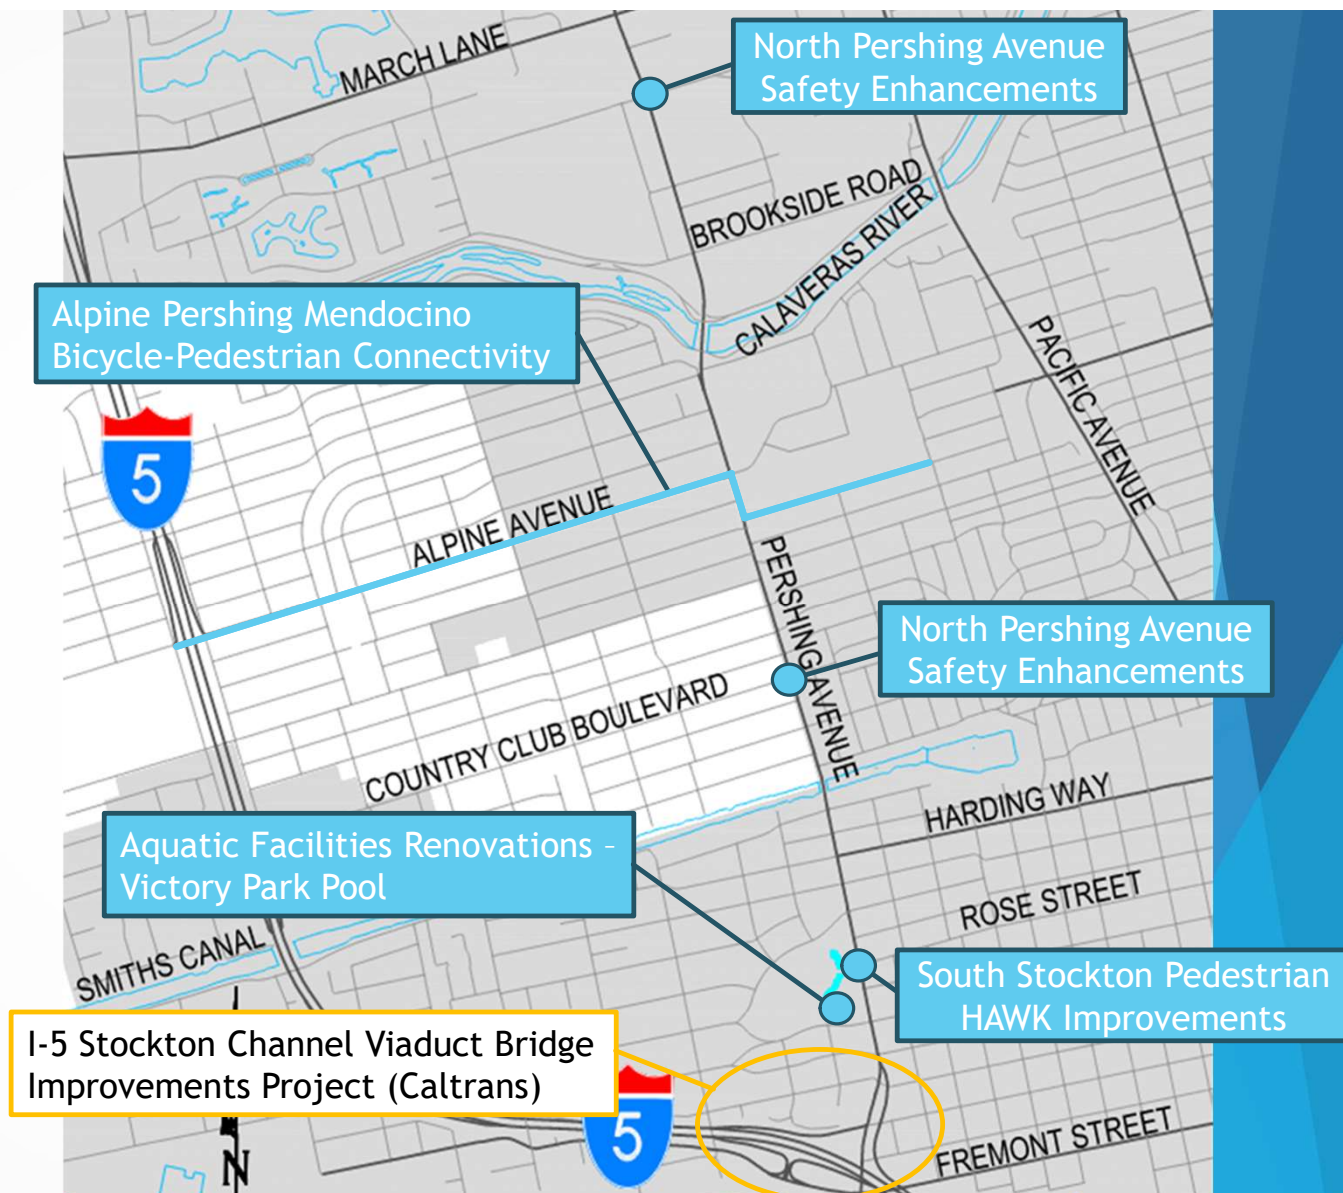 MARCH LANE
North Pershing Avenue
Safety Enhancements
BROOKSIDE ROAD
CALAVERAS RIVER
Alpine Pershing Mendocino
Bicycle-Pedestrian Connectivity
PACIFIC AVENUE
5
ALPINE AVENUE
PERSHING AVENUE
North Pershing Avenue
Safety Enhancements
COUNTRY CLUB BOULEVARD
HARDING WAY
Aquatic Facilities Renovations –
Victory Park Pool
ROSE STREET
SMITHS CANAL
South Stockton Pedestrian
HAWK Improvements
I-5 Stockton Channel Viaduct Bridge
Improvements Project (Caltrans)
5
FREMONT STREET
N